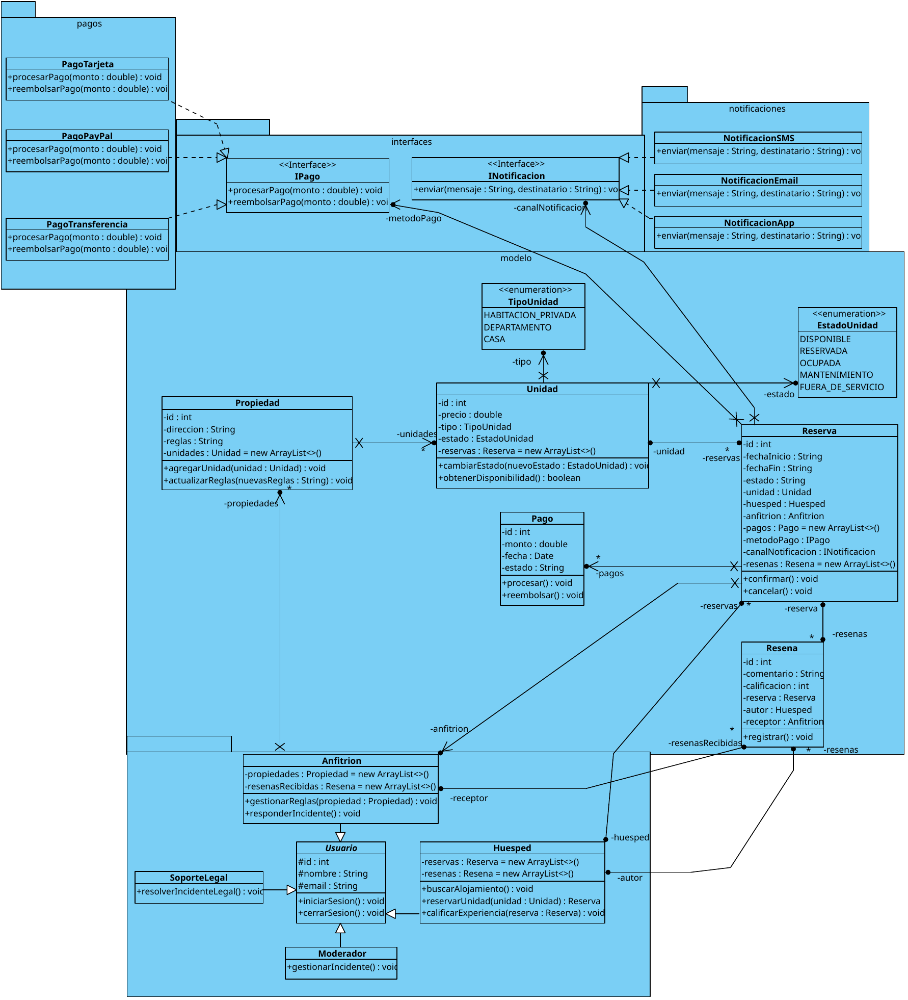 pagos
PagoTarjeta
+procesarPago(monto : double) : void
+reembolsarPago(monto : double) : voi
PagoPayPal
+procesarPago(monto : double) : void
+reembolsarPago(monto : double) : voi
PagoTransferencia
+procesarPago(monto : double) : void
+reembolsarPago(monto : double) : voi
interfaces
<<Interface>>
IPago
+procesarPago(monto : double) : void
+reembolsarPago(monto : double) : voi
-metodoPago
<<Interface>>
INotificacion
+enviar(mensaje : String, destinatario : String) : vo
-canalNotificacion
notificaciones
NotificacionSMS
+enviar(mensaje : String, destinatario : String) : vo
NotificacionEmail
+enviar(mensaje : String, destinatario : String) : vo
NotificacionApp
+enviar(mensaje : String, destinatario : String) : vo
modelo
<<enumeration>>
TipoUnidad
HABITACION_PRIVADA
DEPARTAMENTO
CASA
-tipo
<<enumeration>>
EstadoUnidad
DISPONIBLE
RESERVADA
OCUPADA
MANTENIMIENTO
FUERA_DE_SERVICIO
-estado
Propiedad
-id : int
-direccion : String
-reglas : String
-unidades : Unidad = new ArrayList<>()
+agregarUnidad(unidad : Unidad) : void
+actualizarReglas(nuevasReglas : String) : void
*
-propiedades
-unidades
*
Unidad
-id : int
-precio : double
-tipo : TipoUnidad
-estado : EstadoUnidad
-reservas : Reserva = new ArrayList<>()
+cambiarEstado(nuevoEstado : EstadoUnidad) : void
+obtenerDisponibilidad() : boolean
-unidad
*
-reservas
Reserva
-id : int
-fechaInicio : String
-fechaFin : String
-estado : String
-unidad : Unidad
-huesped : Huesped
-anfitrion : Anfitrion
-pagos : Pago = new ArrayList<>()
-metodoPago : IPago
-canalNotificacion : INotificacion
-resenas : Resena = new ArrayList<>()
+confirmar() : void
+cancelar() : void
Pago
-id : int
-monto : double
-fecha : Date
-estado : String
+procesar() : void
+reembolsar() : void
*
-pagos
-reservas
*
-reserva
*
-resenas
Resena
-id : int
-comentario : String
-calificacion : int
-reserva : Reserva
-autor : Huesped
-receptor : Anfitrion
+registrar() : void
*
-resenasRecibidas
*
-resenas
-anfitrion
Anfitrion
-propiedades : Propiedad = new ArrayList<>()
-resenasRecibidas : Resena = new ArrayList<>()
+gestionarReglas(propiedad : Propiedad) : void
+responderIncidente() : void
-receptor
Usuario
#id : int
#nombre : String
#email : String
+iniciarSesion() : void
+cerrarSesion() : void
SoporteLegal
+resolverIncidenteLegal() : void
-huesped
Huesped
-reservas : Reserva = new ArrayList<>()
-resenas : Resena = new ArrayList<>()
+buscarAlojamiento() : void
+reservarUnidad(unidad : Unidad) : Reserva
+calificarExperiencia(reserva : Reserva) : void
-autor
Moderador
+gestionarIncidente() : void